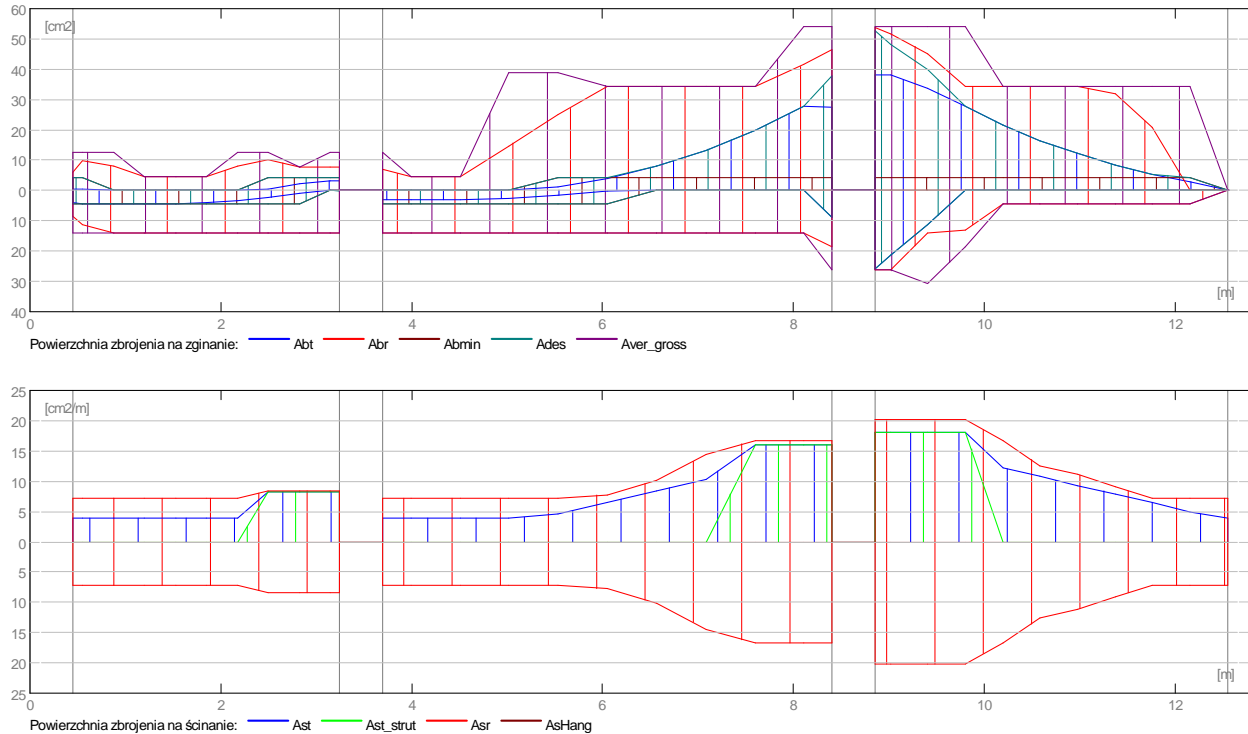 60
[cm2]
50
40
30
20
10
0
10
20
30
[m]
40
0 2 4 6 8 10 12
Powierzchnia zbrojenia na zginanie: Abt Abr Abmin Ades Aver_gross
25
[cm2/m]
20
15
10
5
0
5
10
15
20
[m]
25
0 2 4 6 8 10 12
Powierzchnia zbrojenia na ścinanie: Ast Ast_strut Asr AsHang